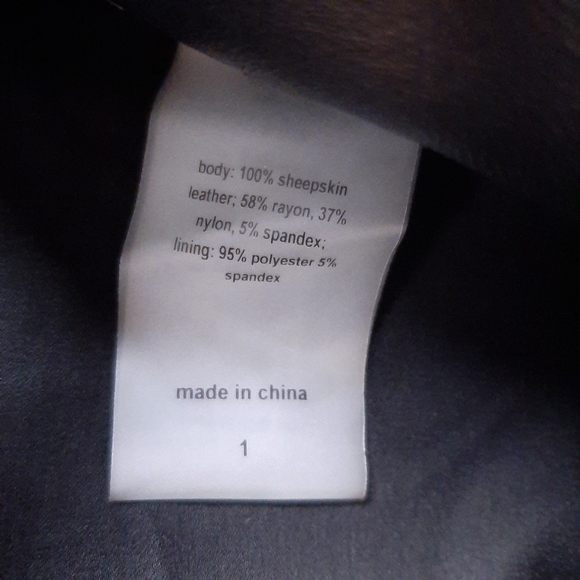 body: 100% sheepskin
leather; 58% rayon, 37%
nylon, 5% spandex;
lining: 95% polyester 5%
spandex
made in china
1